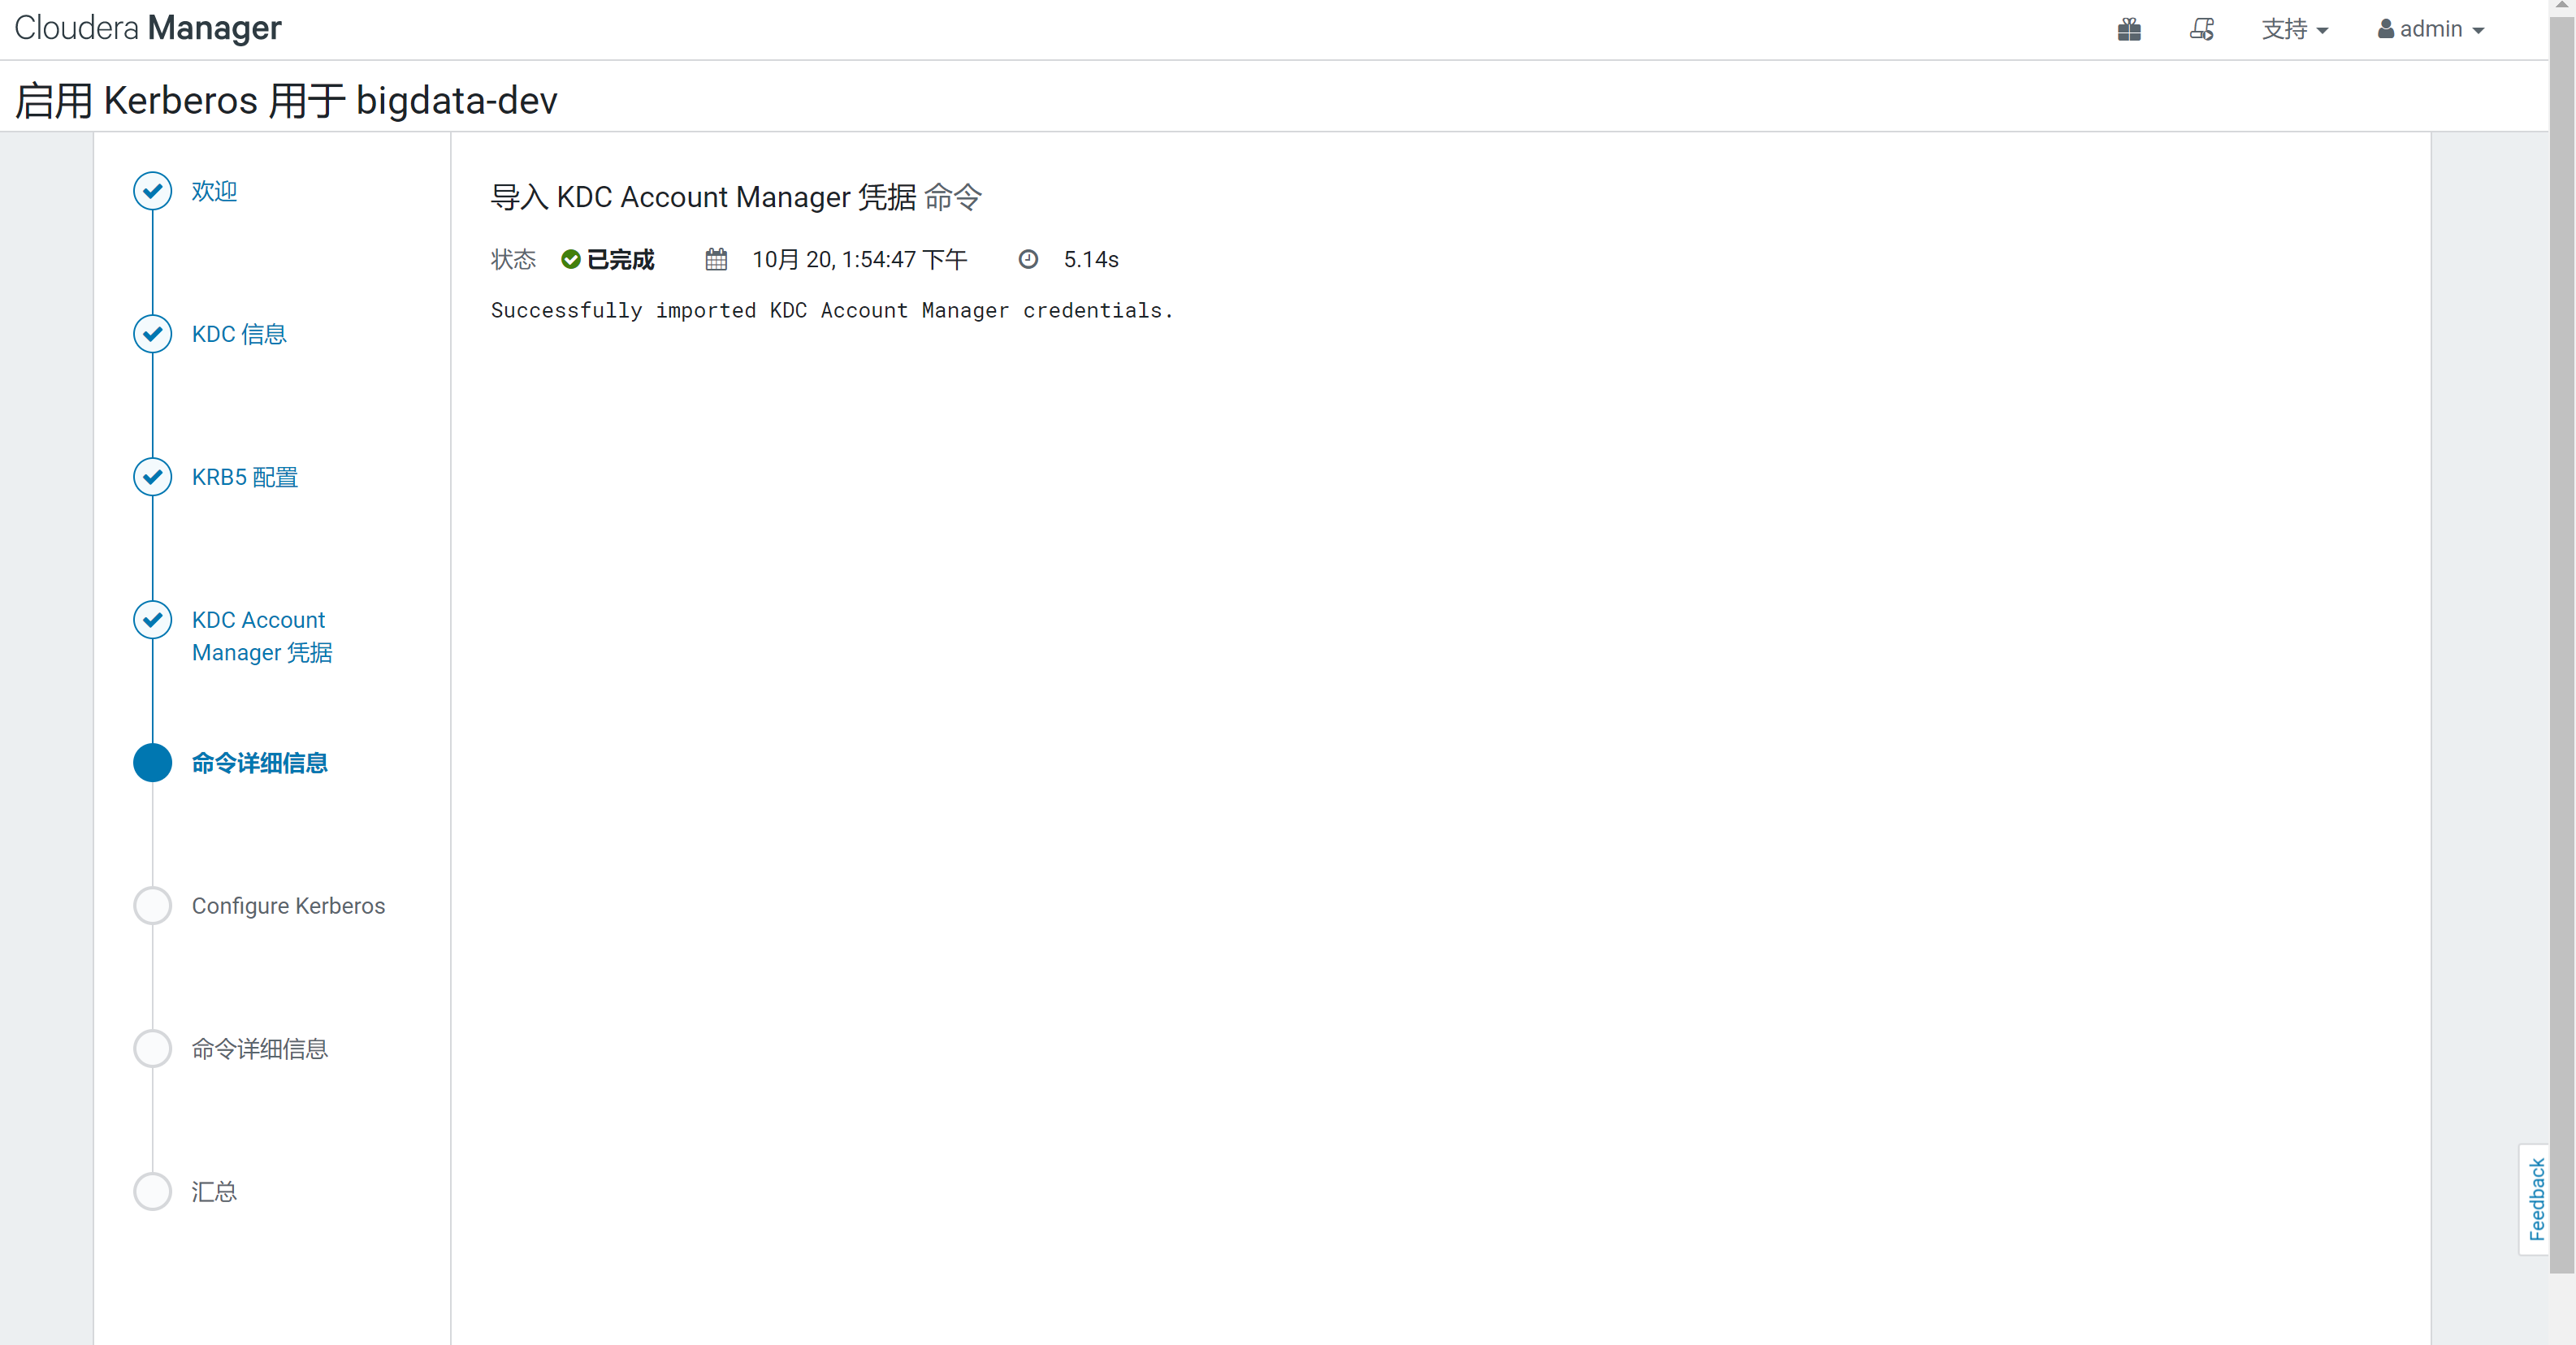 Cloudera Manager
支持
admin
启用 Kerberos 用于 bigdata-dev
欢迎
KDC 信息
KRB5 配置
KDC Account
Manager 凭据
命令详细信息
Configure Kerberos
命令详细信息
汇总
导入 KDC Account Manager 凭据 命令
状态 已完成 10月 20, 1:54:47 下午 5.14s
Successfully imported KDC Account Manager credentials.
Feedback